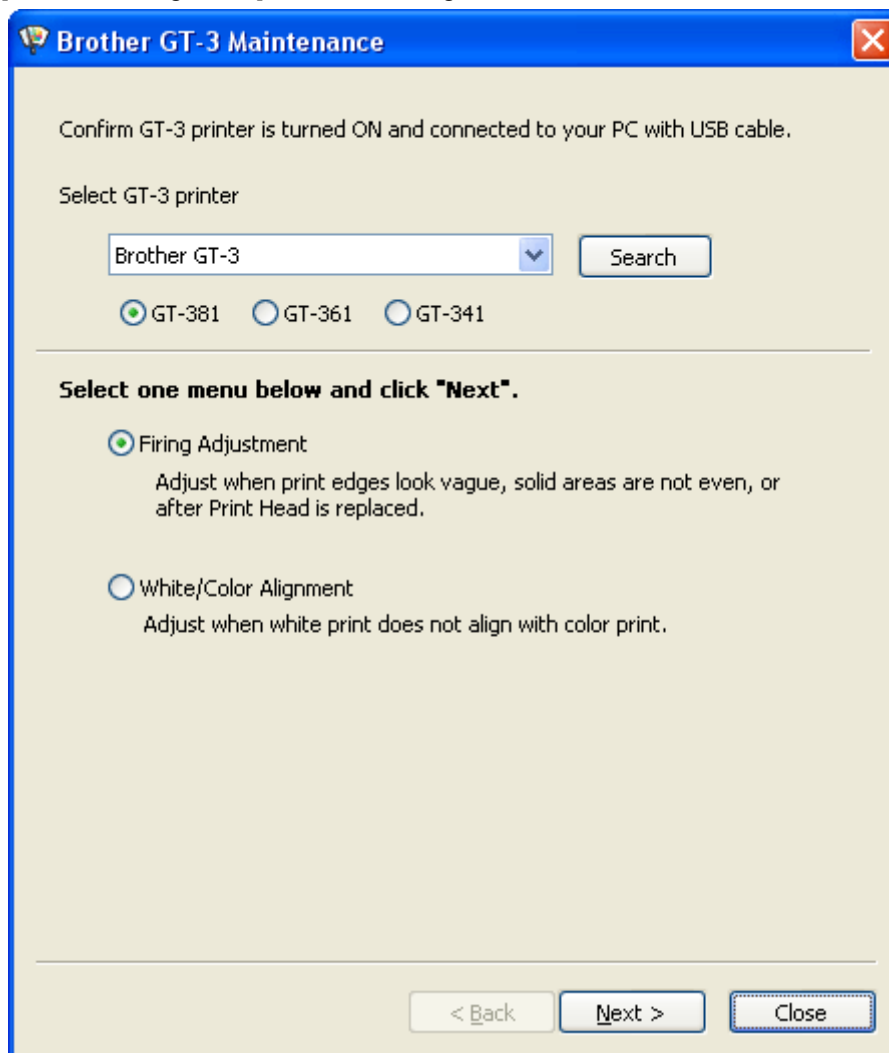 Brother GT-3 Maintenance
Confirm GT-3 printer is turned ON and connected to your PC with USB cable.
Select GT-3 printer
Brother GT-3
Search
GT-381 GT-361 GT-341
Select one menu below and click "Next".
Firing Adjustment
Adjust when print edges look vague, solid areas are not even, or
after Print Head is replaced.
White/Color Alignment
Adjust when white print does not align with color print.
< Back Next > Close